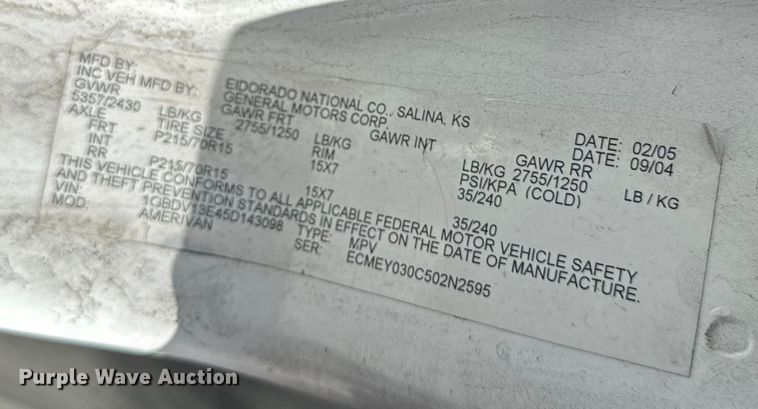 MFD BY: EIDORADO NATIONAL CO., SALINA, KS DATE: 02/05
INC VEH MFD BY: GENERAL MOTORS CORP DATE: 09/04
GVWR GAWR FRT GAWR INT GAWR RR
5357/2430 LB/KG 2755/1250 LB/KG LB/KG 2755/1250 LB / KG
AXLE TIRE SIZE RIM PSI/KPA (COLD)
FRT P215/70R15 15X7 35/240
INT
RR P215/70R15 15X7 35/240
THIS VEHICLE CONFORMS TO ALL APPLICABLE FEDERAL MOTOR VEHICLE SAFETY
AND THEFT PREVENTION STANDARDS IN EFFECT ON THE DATE OF MANUFACTURE.
VIN: 1GBDV13E45D143098 TYPE: MPV
MOD: AMERIVAN SER: ECMEY030C502N2595
Purple Wave Auction